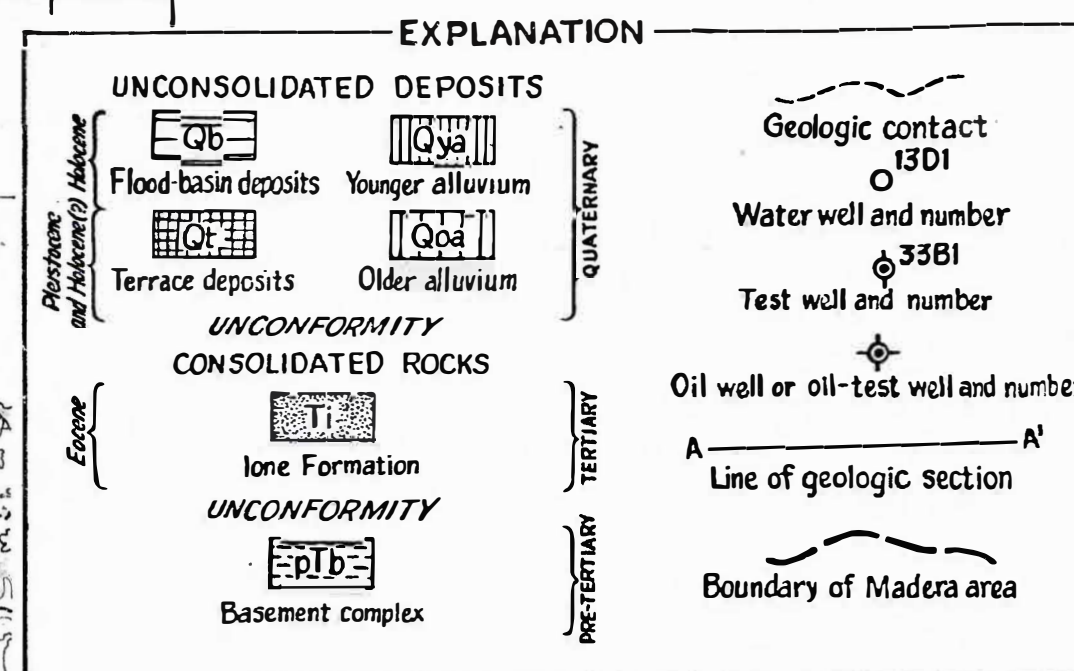 EXPLANATION
UNCONSOLIDATED DEPOSITS
Pleistocene and Holocene(?)
Holocene
Qb
Flood-basin deposits
Qya
Younger alluvium
Qt
Terrace deposits
Qoa
Older alluvium
QUATERNARY
UNCONFORMITY
CONSOLIDATED ROCKS
Eocene
Ti
Ione Formation
TERTIARY
UNCONFORMITY
pTb
Basement complex
PRE-TERTIARY
Geologic contact
13D1
Water well and number
33B1
Test well and number
Oil well or oil-test well and numbe
A A'
Line of geologic section
Boundary of Madera area